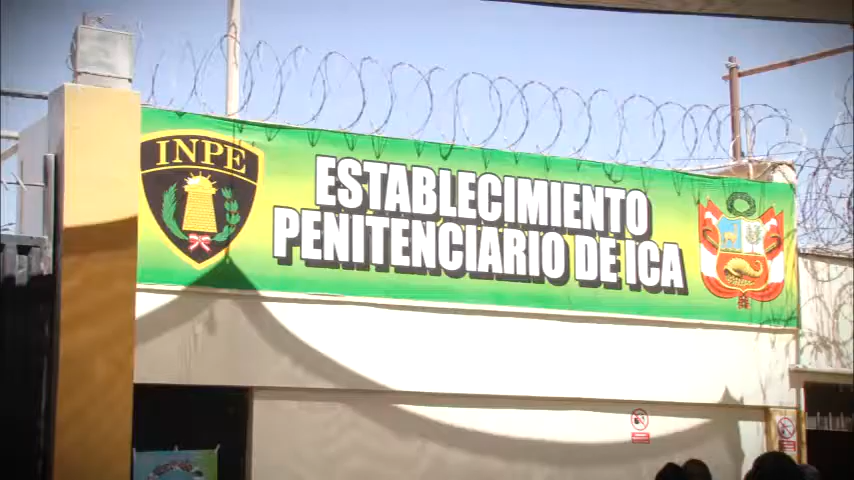 INPE
ESTABLECIMIENTO
PENITENCIARIO DE ICA